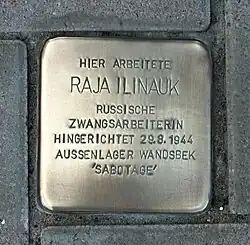 HIER ARBEITETE
RAJA ILINAUK
RUSSISCHE
ZWANGSARBEITERIN
HINGERICHTET 29.8.1944
AUSSENLAGER WANDSBEK
'SABOTAGE'